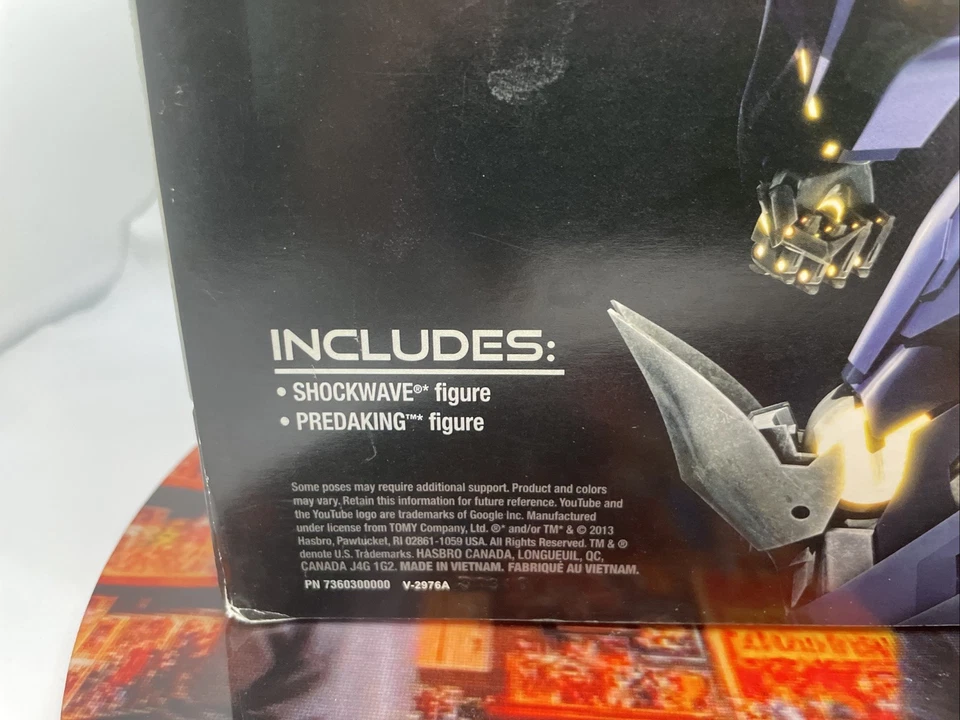 INCLUDES:
• SHOCKWAVE®* figure
• PREDAKING™* figure
Some poses may require additional support. Product and colors
may vary. Retain this information for future reference. YouTube and
the YouTube logo are trademarks of Google Inc. Manufactured
under license from TOMY Company, Ltd. ®* and/or TM* & © 2013
Hasbro, Pawtucket, RI 02861-1059 USA. All Rights Reserved. TM & ®
denote U.S. Trademarks. HASBRO CANADA, LONGUEUIL, QC,
CANADA J4G 1G2. MADE IN VIETNAM. FABRIQUÉ AU VIETNAM.
PN 7360300000 V-2976A